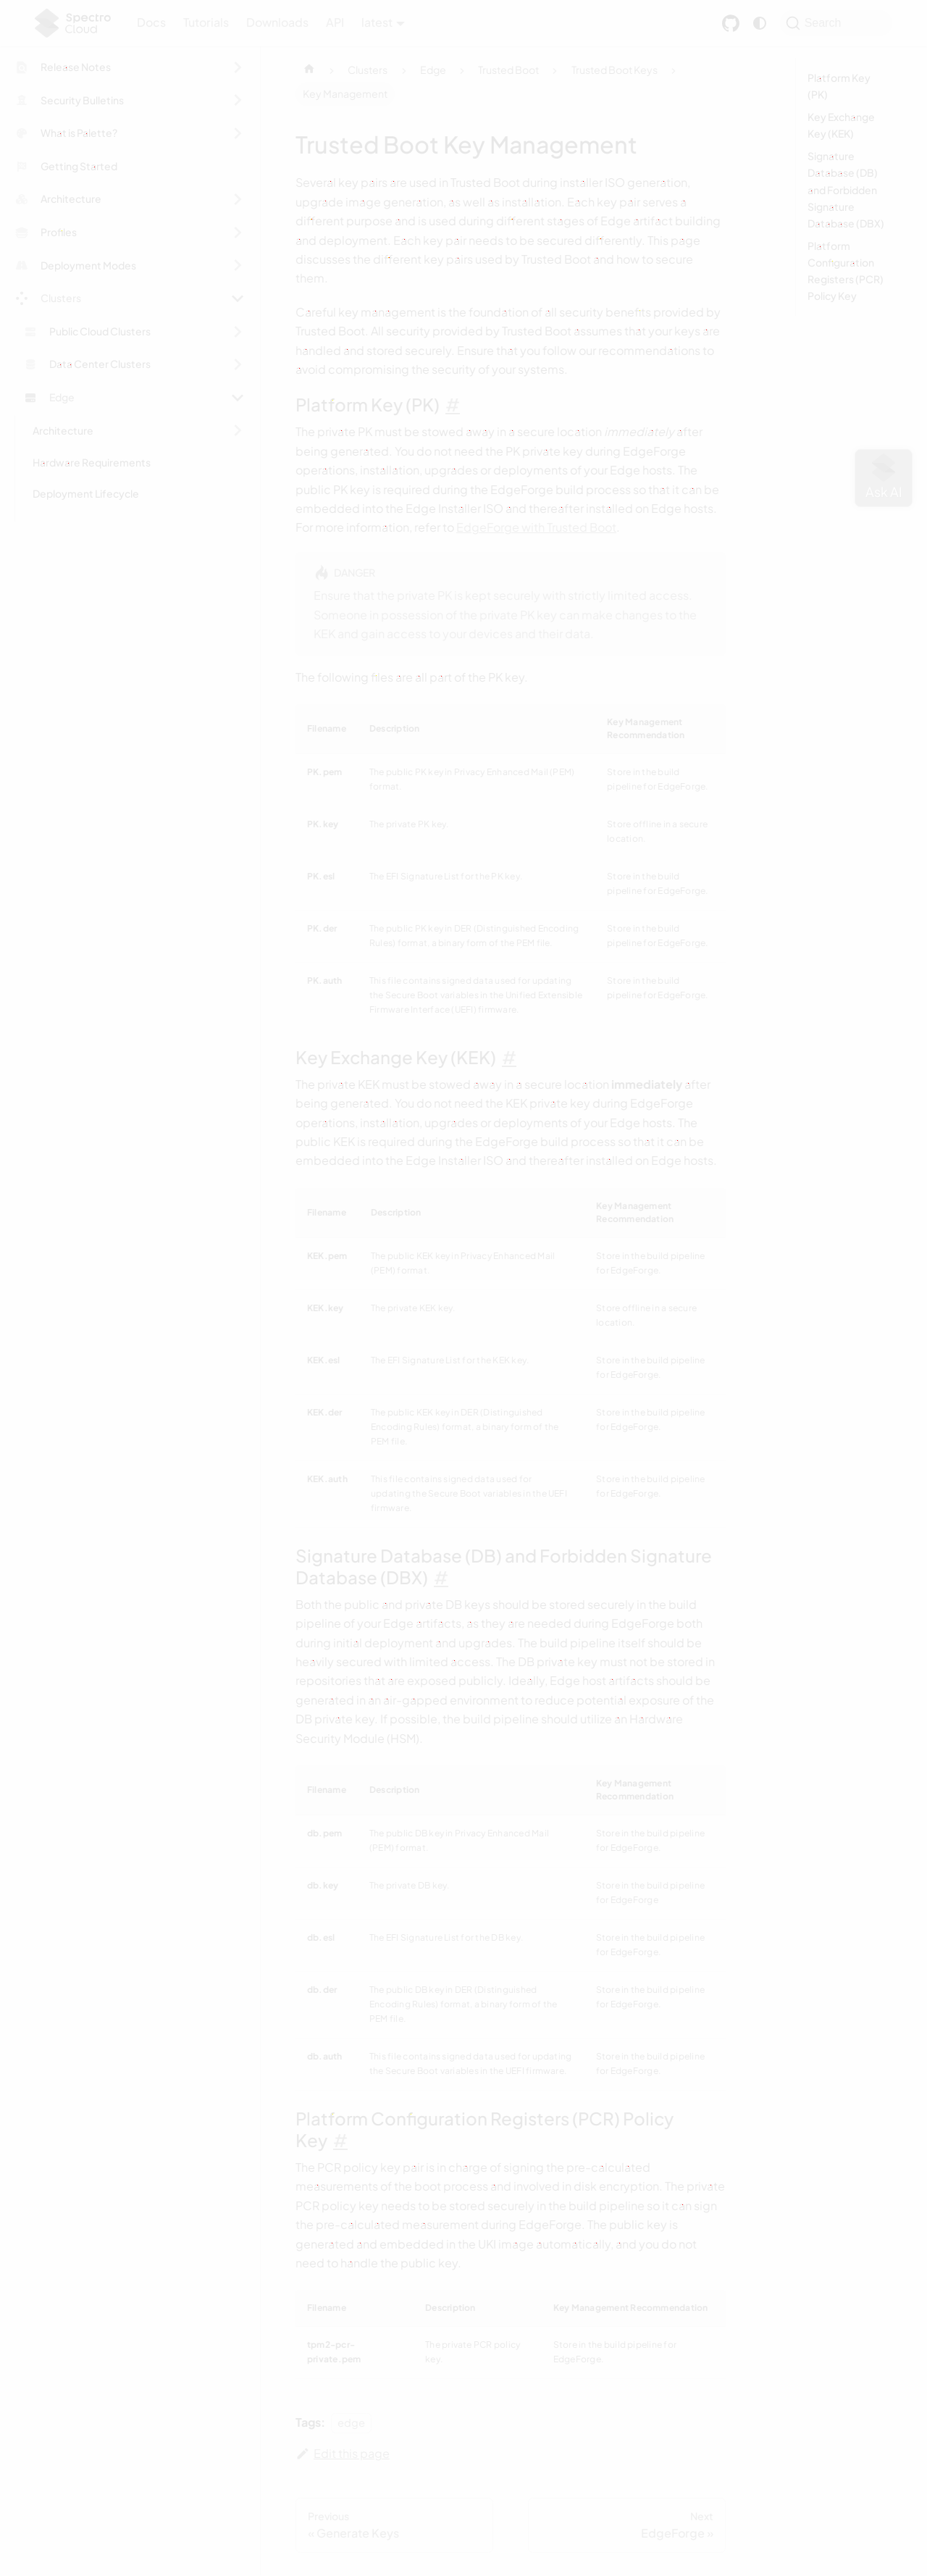 Spectro Cloud
Docs
Tutorials
Downloads
API
latest
Search
Release Notes
Security Bulletins
What is Palette?
Getting Started
Architecture
Profiles
Deployment Modes
Clusters
Public Cloud Clusters
Data Center Clusters
Edge
Architecture
Hardware Requirements
Deployment Lifecycle
Clusters
Edge
Trusted Boot
Trusted Boot Keys
Key Management
Trusted Boot Key Management
Several key pairs are used in Trusted Boot during installer ISO generation,
upgrade image generation, as well as installation. Each key pair serves a
different purpose and is used during different stages of Edge artifact building
and deployment. Each key pair needs to be secured differently. This page
discusses the different key pairs used by Trusted Boot and how to secure
them.
Careful key management is the foundation of all security benefits provided by
Trusted Boot. All security provided by Trusted Boot assumes that your keys are
handled and stored securely. Ensure that you follow our recommendations to
avoid compromising the security of your systems.
Platform Key (PK) #
The private PK must be stowed away in a secure location immediately after
being generated. You do not need the PK private key during EdgeForge
operations, installation, upgrades or deployments of your Edge hosts. The
public PK key is required during the EdgeForge build process so that it can be
embedded into the Edge Installer ISO and thereafter installed on Edge hosts.
For more information, refer to EdgeForge with Trusted Boot.
DANGER
Ensure that the private PK is kept securely with strictly limited access.
Someone in possession of the private PK key can make changes to the
KEK and gain access to your devices and their data.
The following files are all part of the PK key.
Filename Description Key Management Recommendation
PK.pem The public PK key in Privacy Enhanced Mail (PEM) format. Store in the build pipeline for EdgeForge.
PK.key The private PK key. Store offline in a secure location.
PK.esl The EFI Signature List for the PK key. Store in the build pipeline for EdgeForge.
PK.der The public PK key in DER (Distinguished Encoding Rules) format, a binary form of the PEM file. Store in the build pipeline for EdgeForge.
PK.auth This file contains signed data used for updating the Secure Boot variables in the Unified Extensible Firmware Interface (UEFI) firmware. Store in the build pipeline for EdgeForge.
Key Exchange Key (KEK) #
The private KEK must be stowed away in a secure location immediately after
being generated. You do not need the KEK private key during EdgeForge
operations, installation, upgrades or deployments of your Edge hosts. The
public KEK is required during the EdgeForge build process so that it can be
embedded into the Edge Installer ISO and thereafter installed on Edge hosts.
Filename Description Key Management Recommendation
KEK.pem The public KEK key in Privacy Enhanced Mail (PEM) format. Store in the build pipeline for EdgeForge.
KEK.key The private KEK key. Store offline in a secure location.
KEK.esl The EFI Signature List for the KEK key. Store in the build pipeline for EdgeForge.
KEK.der The public KEK key in DER (Distinguished Encoding Rules) format, a binary form of the PEM file. Store in the build pipeline for EdgeForge.
KEK.auth This file contains signed data used for updating the Secure Boot variables in the UEFI firmware. Store in the build pipeline for EdgeForge.
Signature Database (DB) and Forbidden Signature
Database (DBX) #
Both the public and private DB keys should be stored securely in the build
pipeline of your Edge artifacts, as they are needed during EdgeForge both
during initial deployment and upgrades. The build pipeline itself should be
heavily secured with limited access. The DB private key must not be stored in
repositories that are exposed publicly. Ideally, Edge host artifacts should be
generated in an air-gapped environment to reduce potential exposure of the
DB private key. If possible, the build pipeline should utilize an Hardware
Security Module (HSM).
Filename Description Key Management Recommendation
db.pem The public DB key in Privacy Enhanced Mail (PEM) format. Store in the build pipeline for EdgeForge.
db.key The private DB key. Store in the build pipeline for EdgeForge.
db.esl The EFI Signature List for the DB key. Store in the build pipeline for EdgeForge.
db.der The public DB key in DER (Distinguished Encoding Rules) format, a binary form of the PEM file. Store in the build pipeline for EdgeForge.
db.auth This file contains signed data used for updating the Secure Boot variables in the UEFI firmware. Store in the build pipeline for EdgeForge.
Platform Configuration Registers (PCR) Policy
Key #
The PCR policy key pair is in charge of signing the pre-calculated
measurements of the boot process and involved in disk encryption. The private
PCR policy key needs to be stored securely in the build pipeline so it can sign
the pre-calculated measurement during EdgeForge. The public key is
generated and embedded in the UKI image automatically, and you do not
need to handle the public key.
Filename Description Key Management Recommendation
tpm2-pcr-private.pem The private PCR policy key. Store in the build pipeline for EdgeForge.
Tags: edge
Edit this page
Previous
« Generate Keys
Next
EdgeForge »
Platform Key
(PK)
Key Exchange
Key (KEK)
Signature
Database (DB)
and Forbidden
Signature
Database (DBX)
Platform
Configuration
Registers (PCR)
Policy Key
Ask AI